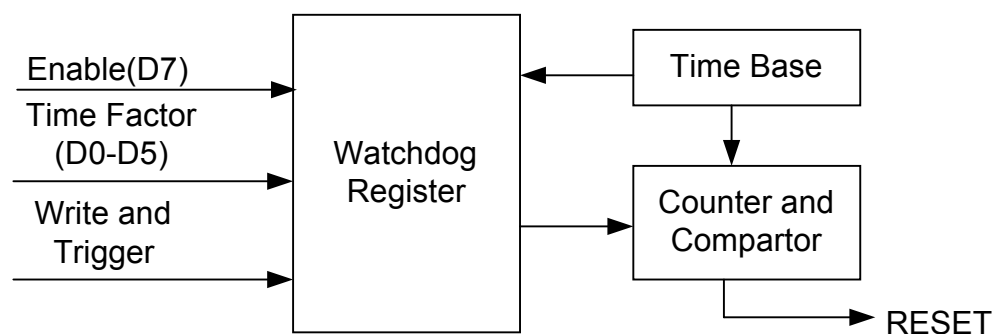 Enable(D7)
Time Factor
(D0-D5)
Write and
Trigger
Watchdog
Register
Time Base
Counter and
Compartor
RESET